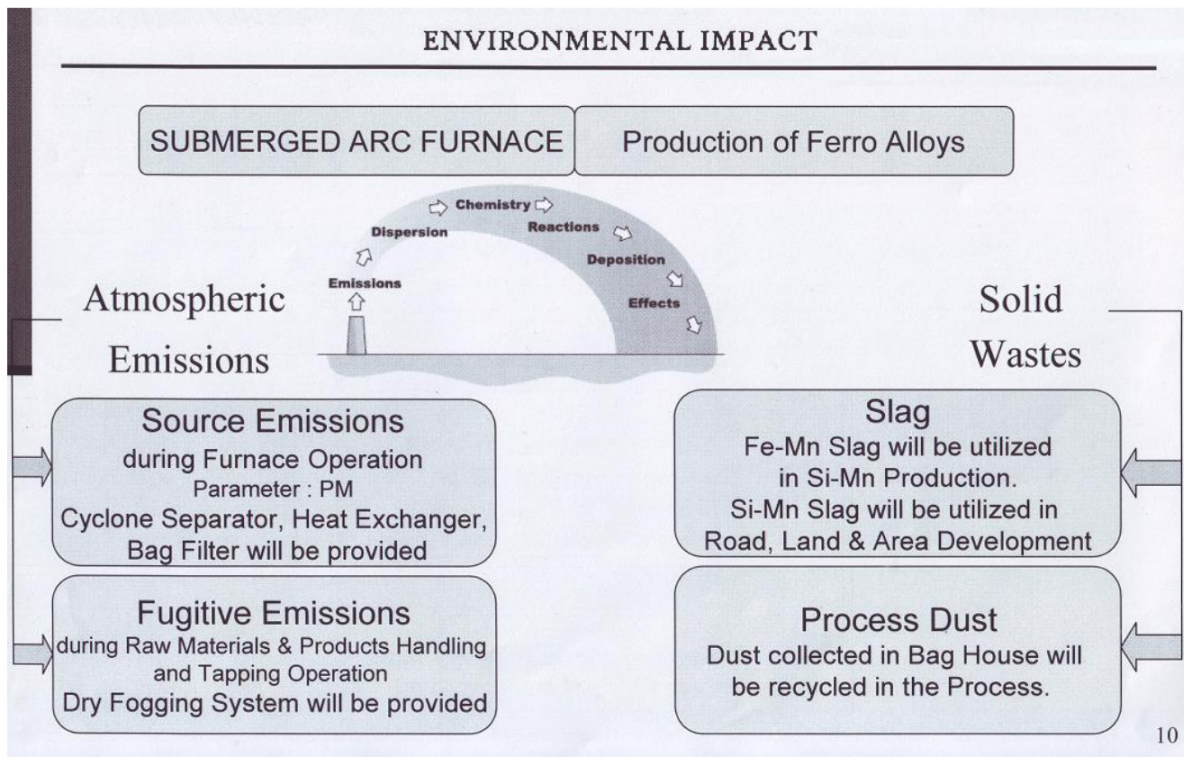 ENVIRONMENTAL IMPACT
SUBMERGED ARC FURNACE
Production of Ferro Alloys
Emissions
Dispersion
Chemistry
Reactions
Deposition
Effects
Atmospheric
Emissions
Source Emissions
during Furnace Operation
Parameter : PM
Cyclone Separator, Heat Exchanger,
Bag Filter will be provided
Fugitive Emissions
during Raw Materials & Products Handling
and Tapping Operation
Dry Fogging System will be provided
Solid
Wastes
Slag
Fe-Mn Slag will be utilized
in Si-Mn Production.
Si-Mn Slag will be utilized in
Road, Land & Area Development
Process Dust
Dust collected in Bag House will
be recycled in the Process.
10